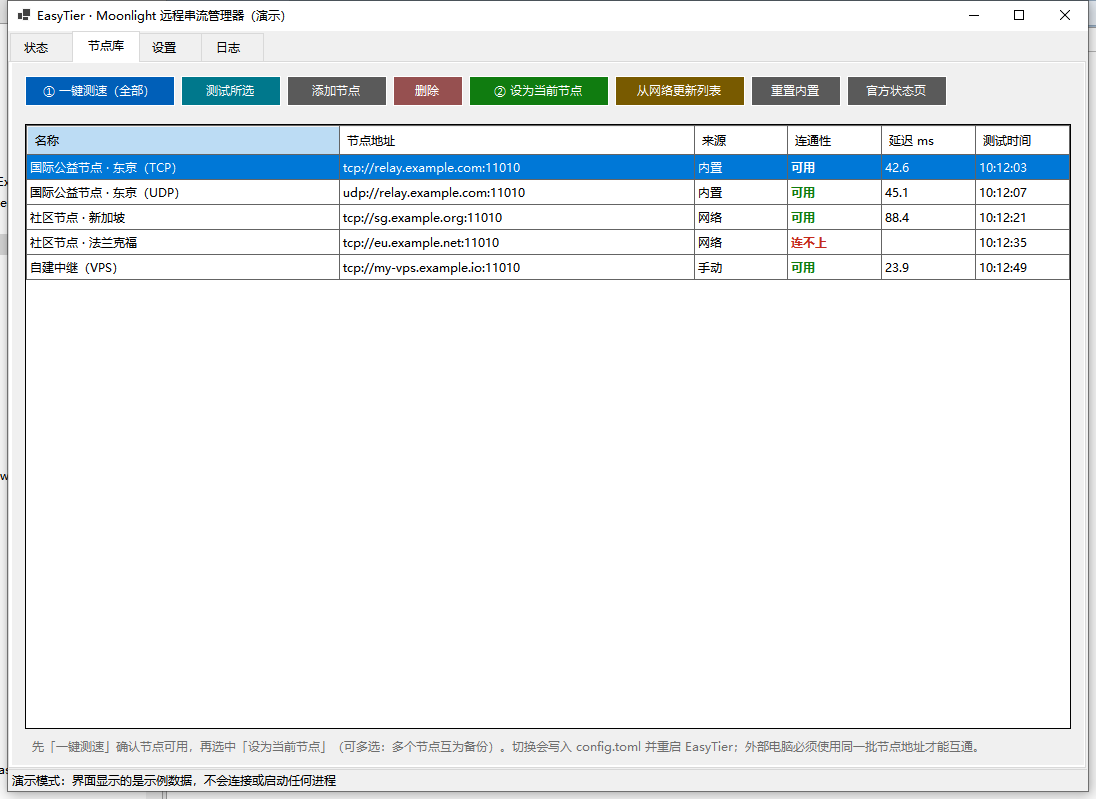 EasyTier · Moonlight 远程串流管理器（演示）
状态 节点库 设置 日志
① 一键测速（全部） 测试所选 添加节点 删除 ② 设为当前节点 从网络更新列表 重置内置 官方状态页
名称 节点地址 来源 连通性 延迟 ms 测试时间
国际公益节点 · 东京（TCP） tcp://relay.example.com:11010 内置 可用 42.6 10:12:03
国际公益节点 · 东京（UDP） udp://relay.example.com:11010 内置 可用 45.1 10:12:07
社区节点 · 新加坡 tcp://sg.example.org:11010 网络 可用 88.4 10:12:21
社区节点 · 法兰克福 tcp://eu.example.net:11010 网络 连不上 10:12:35
自建中继（VPS） tcp://my-vps.example.io:11010 手动 可用 23.9 10:12:49
先「一键测速」确认节点可用，再选中「设为当前节点」（可多选：多个节点互为备份）。切换会写入 config.toml 并重启 EasyTier；外部电脑必须使用同一批节点地址才能互通。
演示模式：界面显示的是示例数据，不会连接或启动任何进程